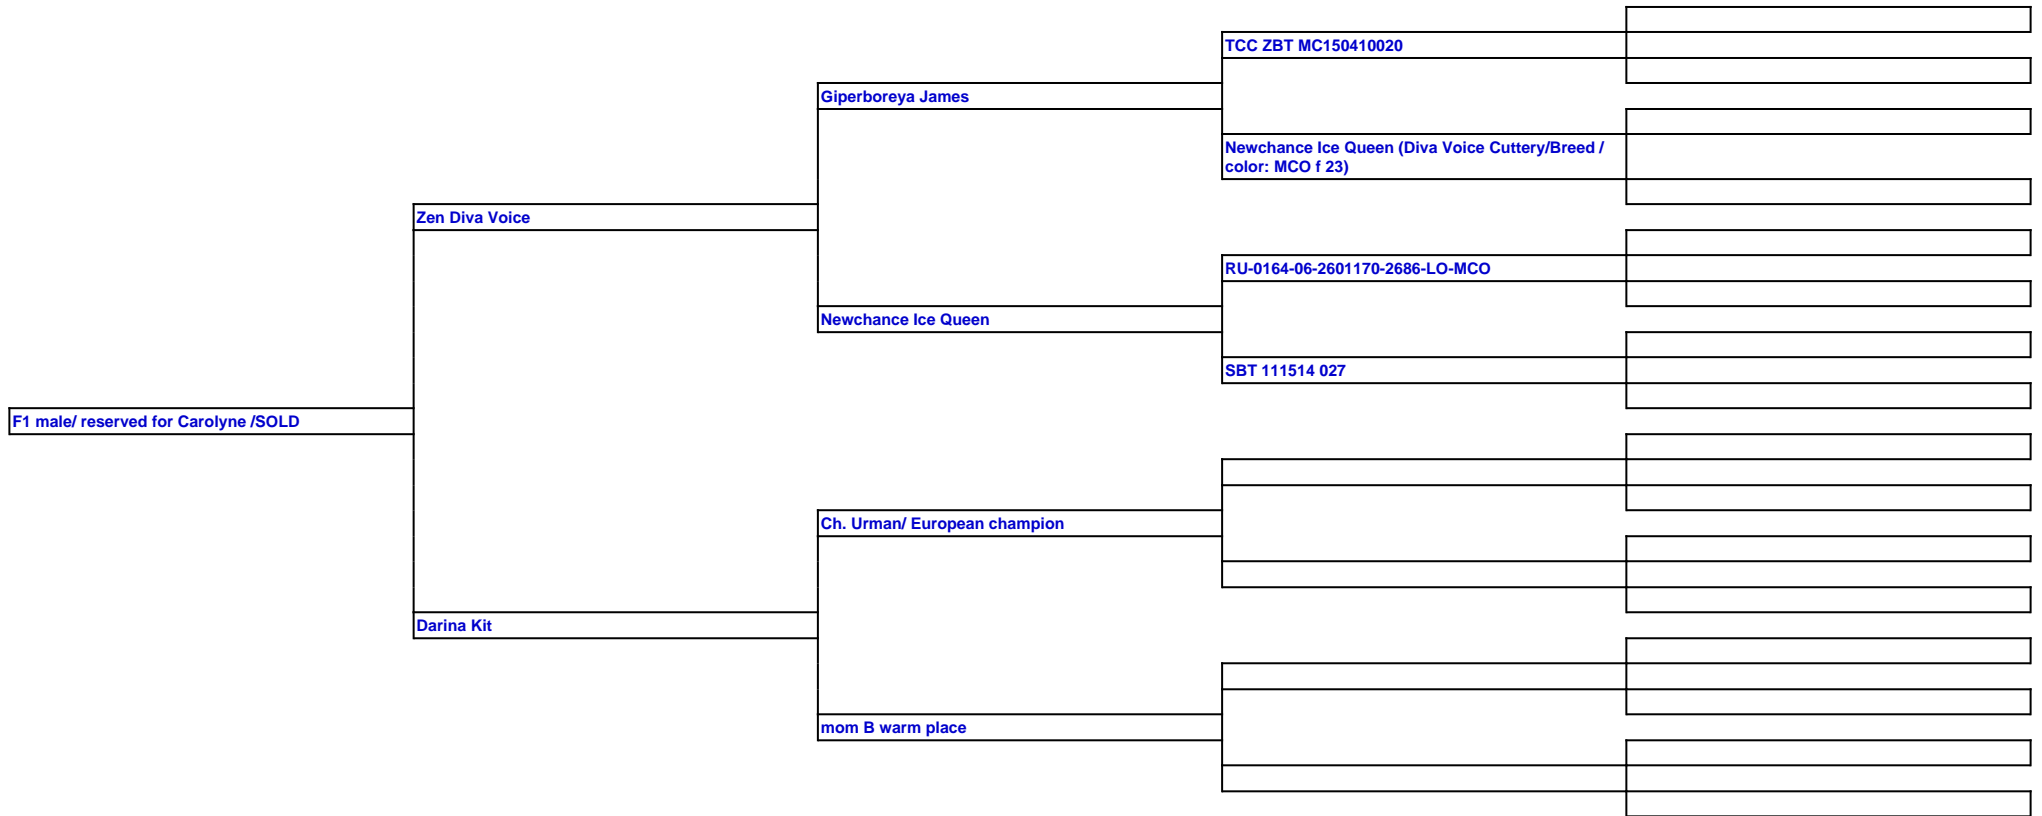 TCC ZBT MC150410020
Giperboreya James
Newchance Ice Queen (Diva Voice Cuttery/Breed /
color: MCO f 23)
Zen Diva Voice
RU-0164-06-2601170-2686-LO-MCO
Newchance Ice Queen
SBT 111514 027
F1 male/ reserved for Carolyne /SOLD
Ch. Urman/ European champion
Darina Kit
mom B warm place